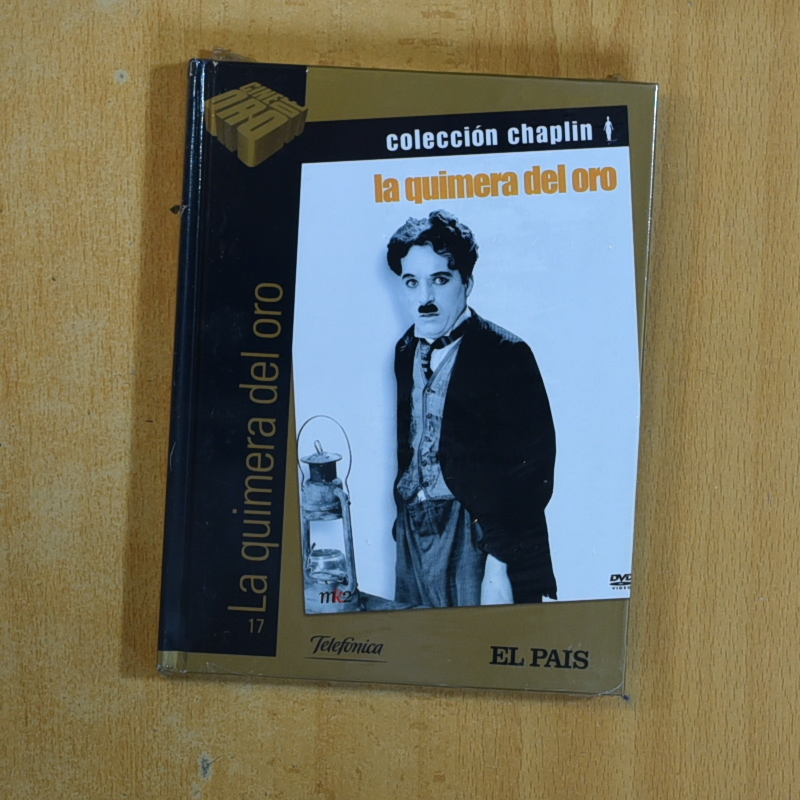 CINE DE
ORO
colección chaplin
la quimera del oro
La quimera del oro
17
mk2
DVD
VIDEO
Telefónica
EL PAIS